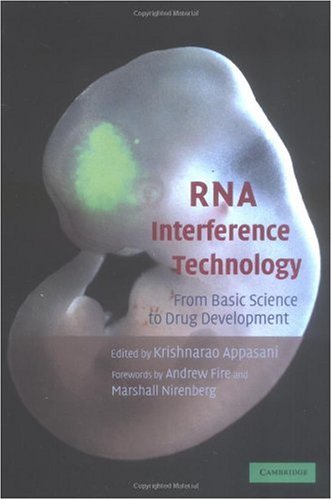 RNA
Interference
Technology
From Basic Science
to Drug Development
Edited by Krishnarao Appasani
Forewords by Andrew Fire and
Marshall Nirenberg
CAMBRIDGE